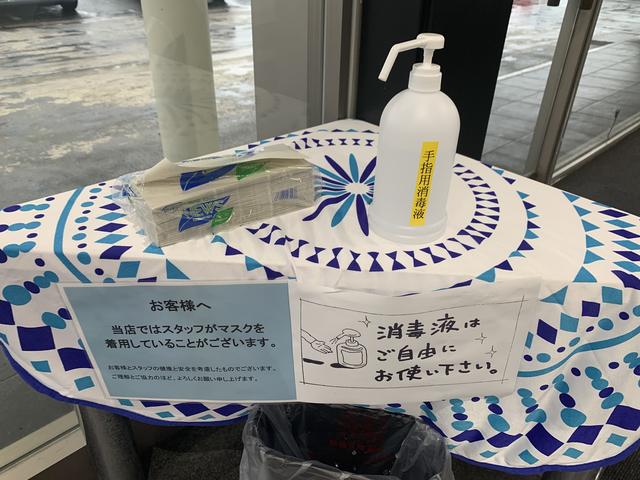 手指用消毒液
お客様へ
当店ではスタッフがマスクを
着用していることがございます。
お客様とスタッフの健康と安全を考慮したものでございます。
ご理解とご協力のほど、よろしくお願い申し上げます。
消毒液は
ご自由に
お使い下さい。